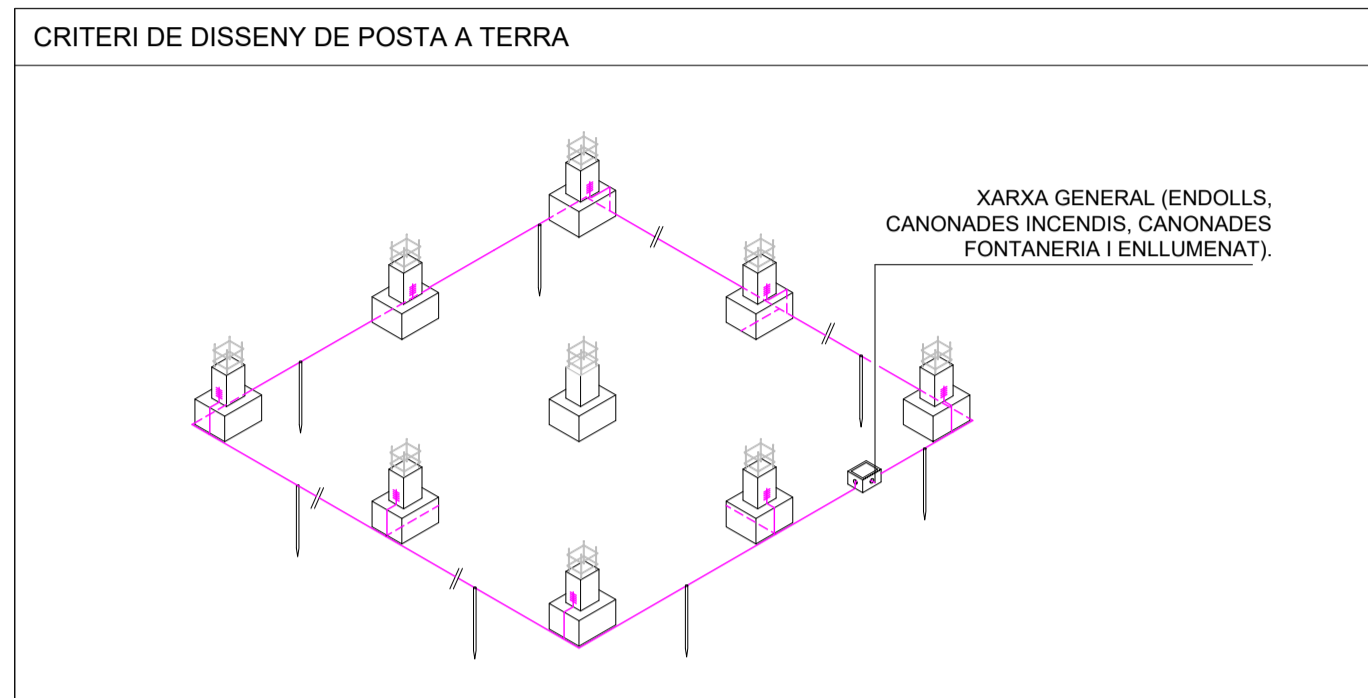 CRITERI DE DISSENY DE POSTA A TERRA
XARXA GENERAL (ENDOLLS,
CANONADES INCENDIS, CANONADES
FONTANERIA I ENLLUMENAT).